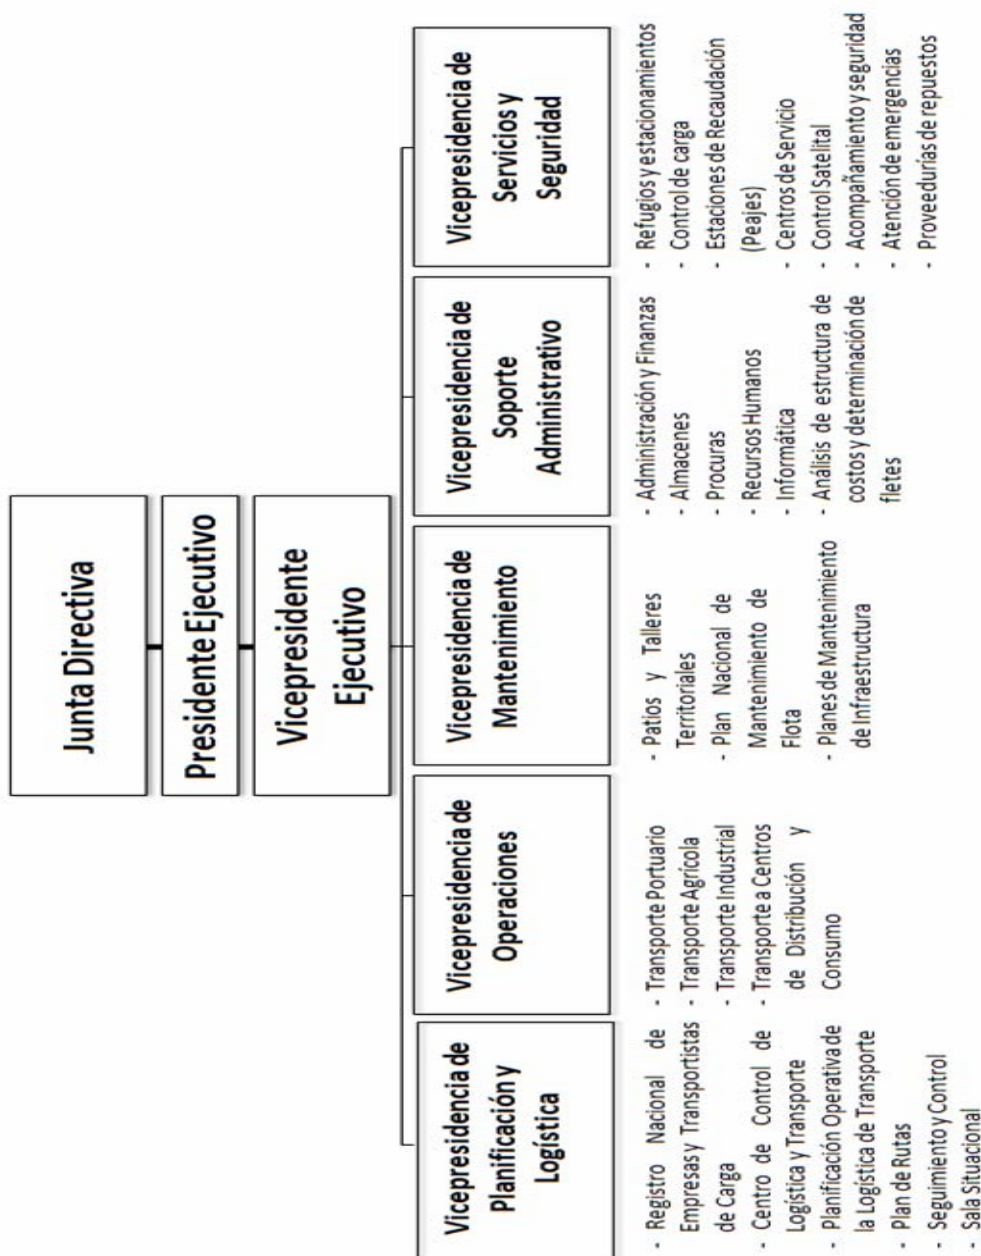 Junta Directiva
Presidente Ejecutivo
Vicepresidente
Ejecutivo
Vicepresidencia de
Planificación y
Logística
- Registro Nacional de
Empresas y Transportistas
de Carga
- Centro de Control de
Logística y Transporte
- Planificación Operativa de
la Logística de Transporte
- Plan de Rutas
- Seguimiento y Control
- Sala Situacional
Vicepresidencia de
Operaciones
- Transporte Portuario
- Transporte Agrícola
- Transporte Industrial
- Transporte a Centros
de Distribución y
Consumo
Vicepresidencia de
Mantenimiento
- Patios y Talleres
Territoriales
- Plan Nacional de
Mantenimiento de
Flota
- Planes de Mantenimiento
de Infraestructura
Vicepresidencia de
Soporte
Administrativo
- Administración y Finanzas
- Almacenes
- Procuras
- Recursos Humanos
- Informática
- Análisis de estructura de
costos y determinación de
fletes
Vicepresidencia de
Servicios y
Seguridad
- Refugios y estacionamientos
- Control de carga
- Estaciones de Recaudación
(Peajes)
- Centros de Servicio
- Control Satelital
- Acompañamiento y seguridad
- Atención de emergencias
- Proveedurías de repuestos